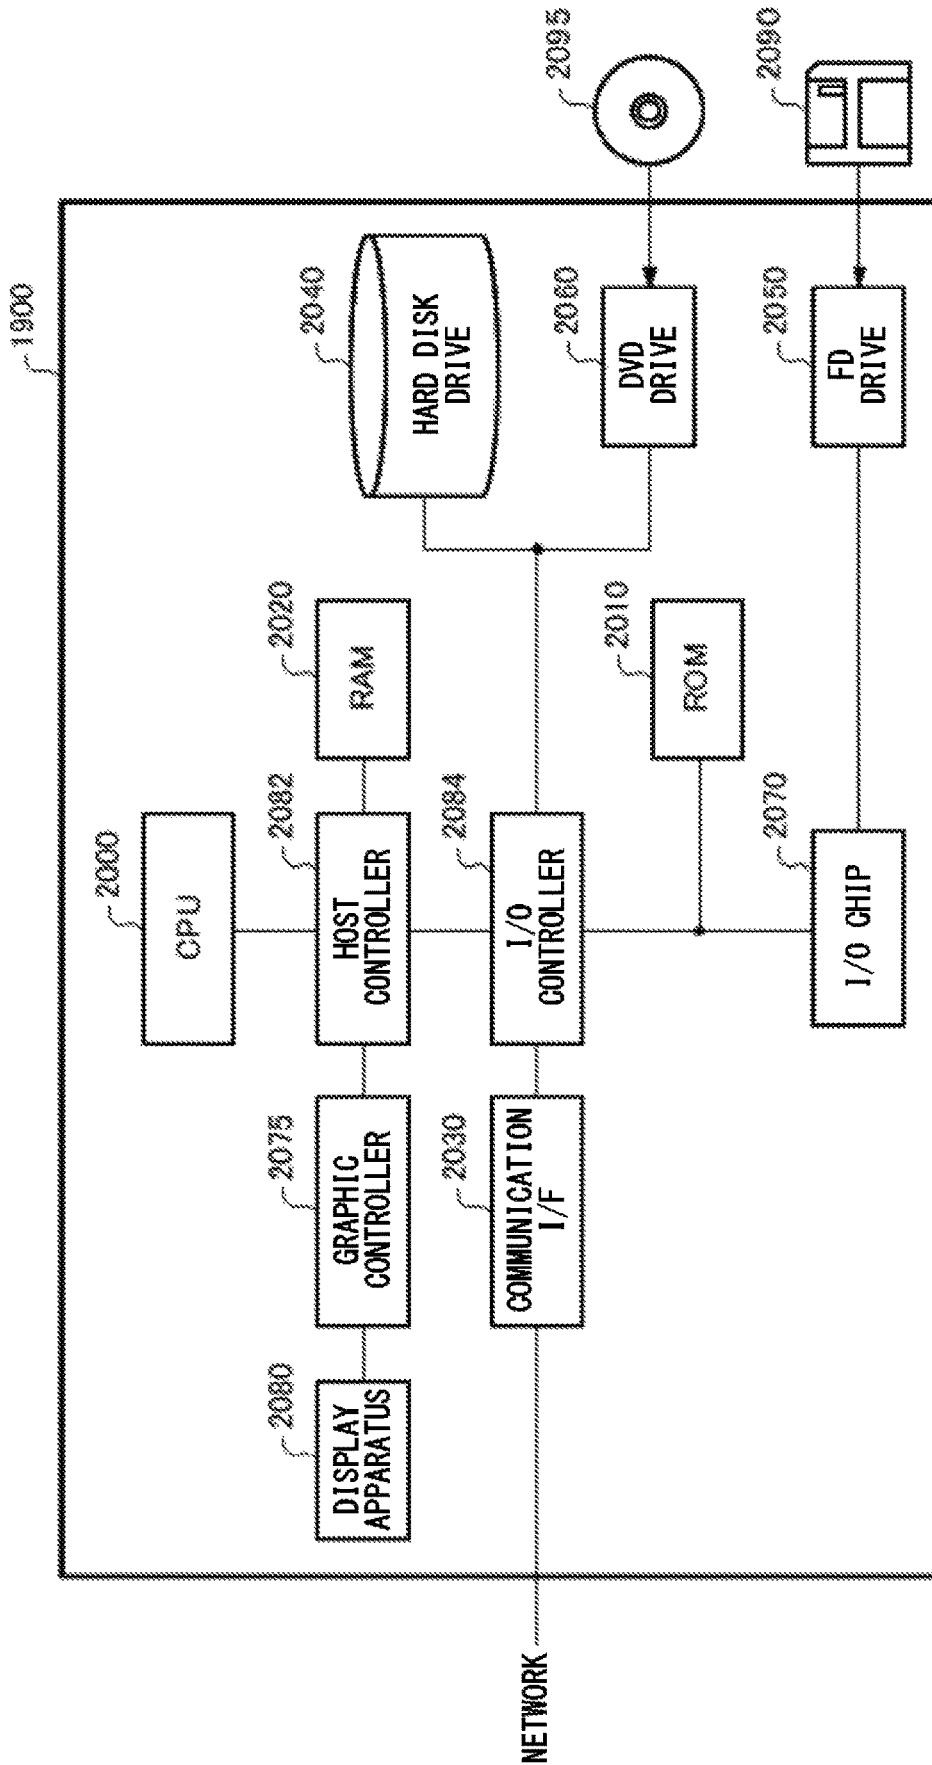 1900
2000
CPU
2080
DISPLAY
APPARATUS
2075
GRAPHIC
CONTROLLER
2082
HOST
CONTROLLER
2020
RAM
2040
HARD DISK
DRIVE
NETWORK
2030
COMMUNICATION
I/F
2084
I/O
CONTROLLER
2060
DVD
DRIVE
2095
2010
ROM
2070
I/O CHIP
2050
FD
DRIVE
2090